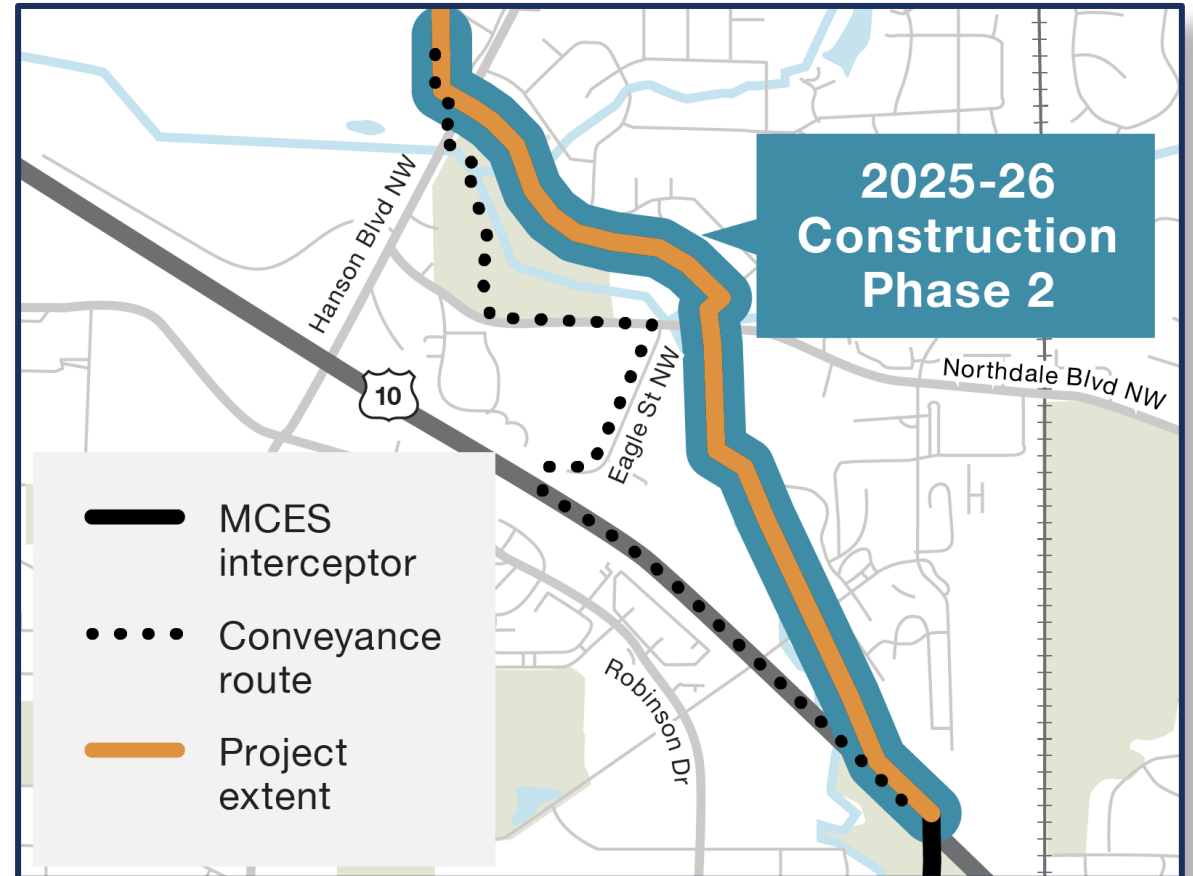 2025-26
Construction
Phase 2
Hanson Blvd NW
10
Northdale Blvd NW
Eagle St NW
Robinson Dr
MCES
interceptor
Conveyance
route
Project
extent